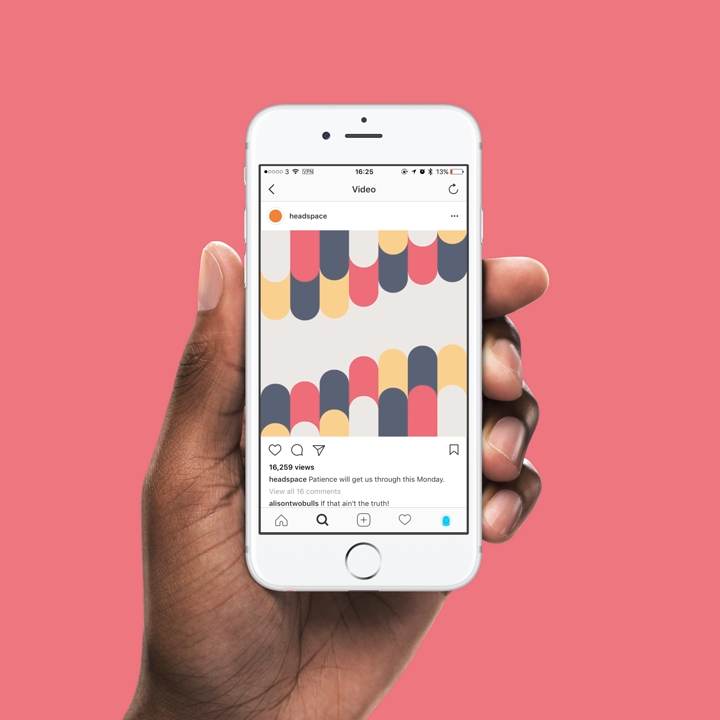 3 VPN 16:25 13%
Video
headspace
16,259 views
headspace Patience will get us through this Monday.
View all 16 comments
alisontwobulls If that ain't the truth!